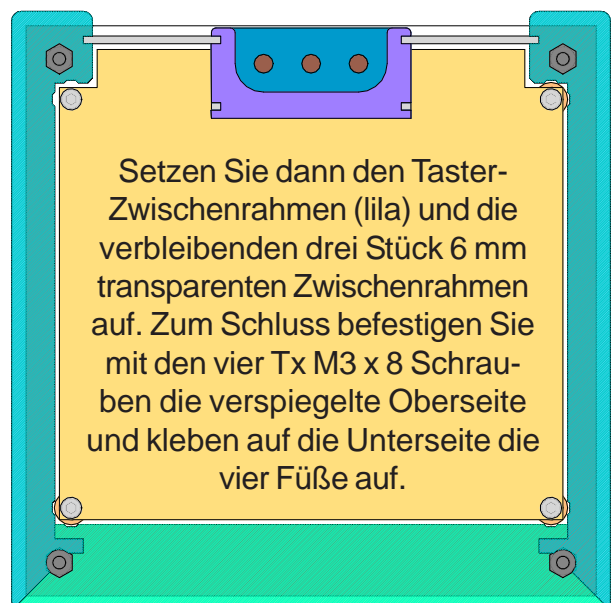 Setzen Sie dann den Taster-
Zwischenrahmen (lila) und die
verbleibenden drei Stück 6 mm
transparenten Zwischenrahmen
auf. Zum Schluss befestigen Sie
mit den vier Tx M3 x 8 Schrau-
ben die verspiegelte Oberseite
und kleben auf die Unterseite die
vier Füße auf.